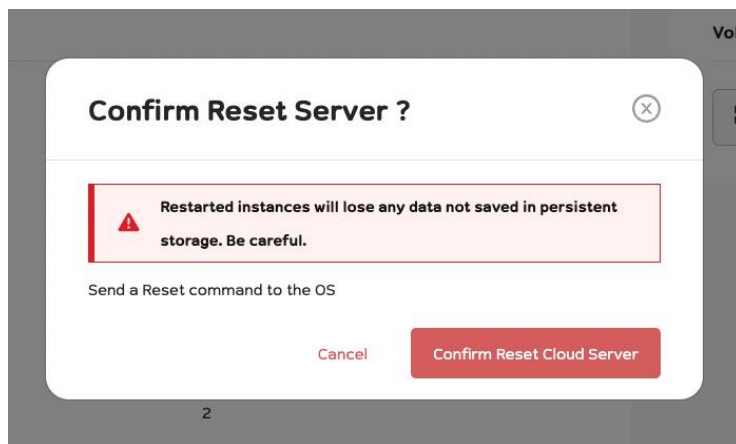 Vol
Confirm Reset Server ?
Restarted instances will lose any data not saved in persistent
storage. Be careful.
Send a Reset command to the OS
Cancel
Confirm Reset Cloud Server
2